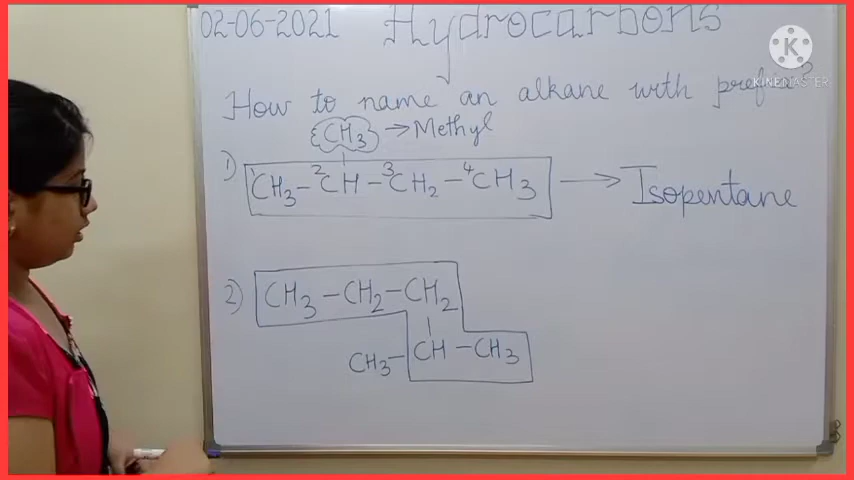 02-06-2021 Hydrocarbons
KINEMASTER
How to name an alkane with prefix?
CH3 → Methyl
1) 1CH3 - 2CH - 3CH2 - 4CH3 → Isopentane
2) CH3 - CH2 - CH2
CH3 - CH - CH3